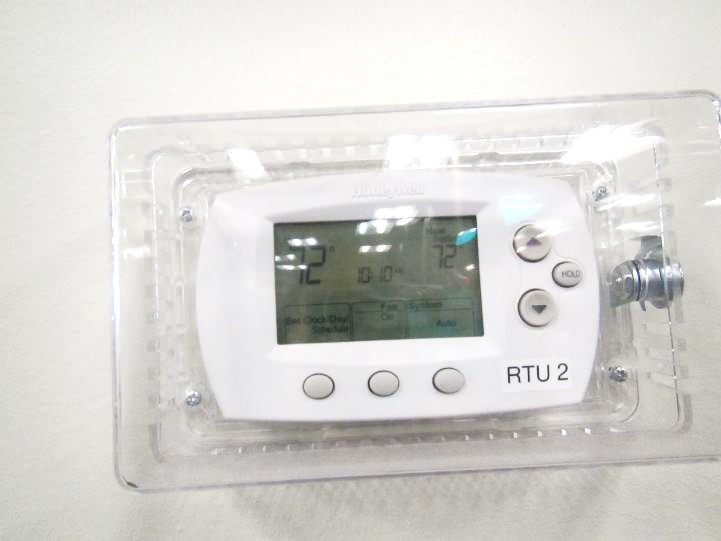 Honeywell
72°
10:10
Heat
72
Set Clock/Day/
Schedule
Fan
On
System
Auto
HOLD
RTU 2